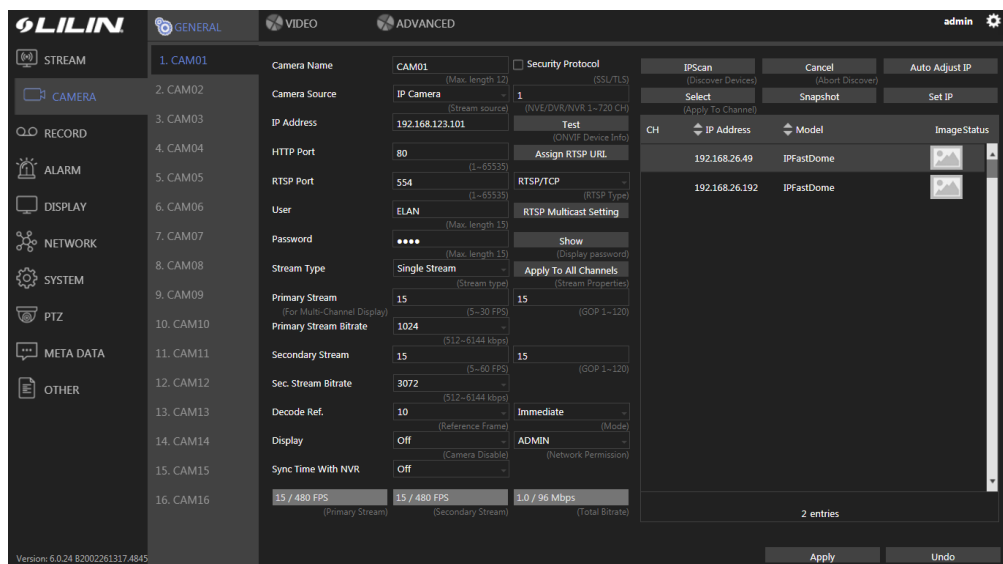 LILIN
GENERAL
VIDEO
ADVANCED
admin
STREAM
CAMERA
RECORD
ALARM
DISPLAY
NETWORK
SYSTEM
PTZ
META DATA
OTHER
Version: 6.0.24 B2002261317.4845
1. CAM01
2. CAM02
3. CAM03
4. CAM04
5. CAM05
6. CAM06
7. CAM07
8. CAM08
9. CAM09
10. CAM10
11. CAM11
12. CAM12
13. CAM13
14. CAM14
15. CAM15
16. CAM16
Camera Name CAM01 Security Protocol
(Max. length 12) (SSL/TLS)
Camera Source IP Camera 1
(Stream source) (NVE/DVR/NVR 1~720 CH)
IP Address 192.168.123.101 Test
(ONVIF Device Info)
HTTP Port 80 Assign RTSP URL
(1~65535)
RTSP Port 554 RTSP/TCP
(1~65535) (RTSP Type)
User ELAN RTSP Multicast Setting
(Max. length 15)
Password •••• Show
(Max. length 15) (Display password)
Stream Type Single Stream Apply To All Channels
(Stream type) (Stream Properties)
Primary Stream 15 15
(For Multi-Channel Display) (5~30 FPS) (GOP 1~120)
Primary Stream Bitrate 1024
(512~6144 kbps)
Secondary Stream 15 15
(5~60 FPS) (GOP 1~120)
Sec. Stream Bitrate 3072
(512~6144 kbps)
Decode Ref. 10 Immediate
(Reference Frame) (Mode)
Display Off ADMIN
(Camera Disable) (Network Permission)
Sync Time With NVR Off
15 / 480 FPS 15 / 480 FPS 1.0 / 96 Mbps
(Primary Stream) (Secondary Stream) (Total Bitrate)
IPScan Cancel Auto Adjust IP
(Discover Devices) (Abort Discover)
Select Snapshot Set IP
(Apply To Channel)
CH IP Address Model Image Status
192.168.26.49 IPFastDome
192.168.26.192 IPFastDome
2 entries
Apply Undo